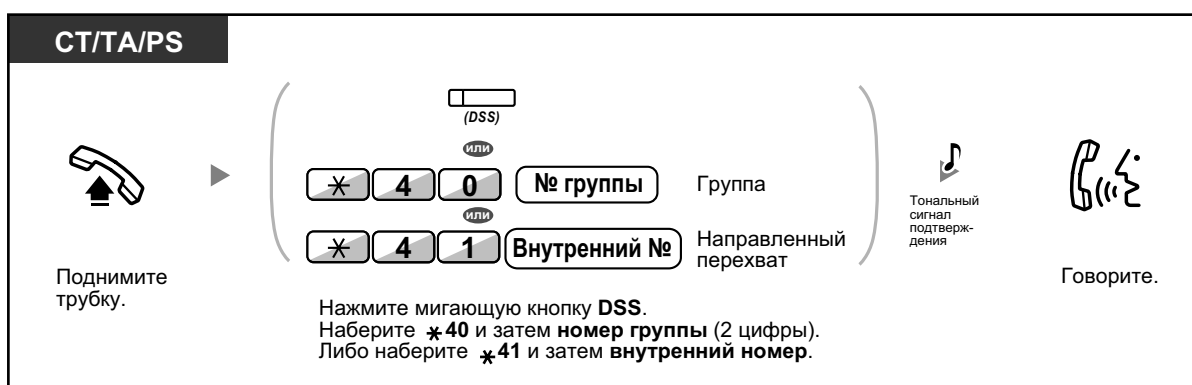 CT/TA/PS
(DSS)
или
* 4 0 № группы Группа
или
* 4 1 Внутренний № Направленный
перехват
Тональный
сигнал
подтверж-
дения
Поднимите
трубку.
Говорите.
Нажмите мигающую кнопку DSS.
Наберите *40 и затем номер группы (2 цифры).
Либо наберите *41 и затем внутренний номер.